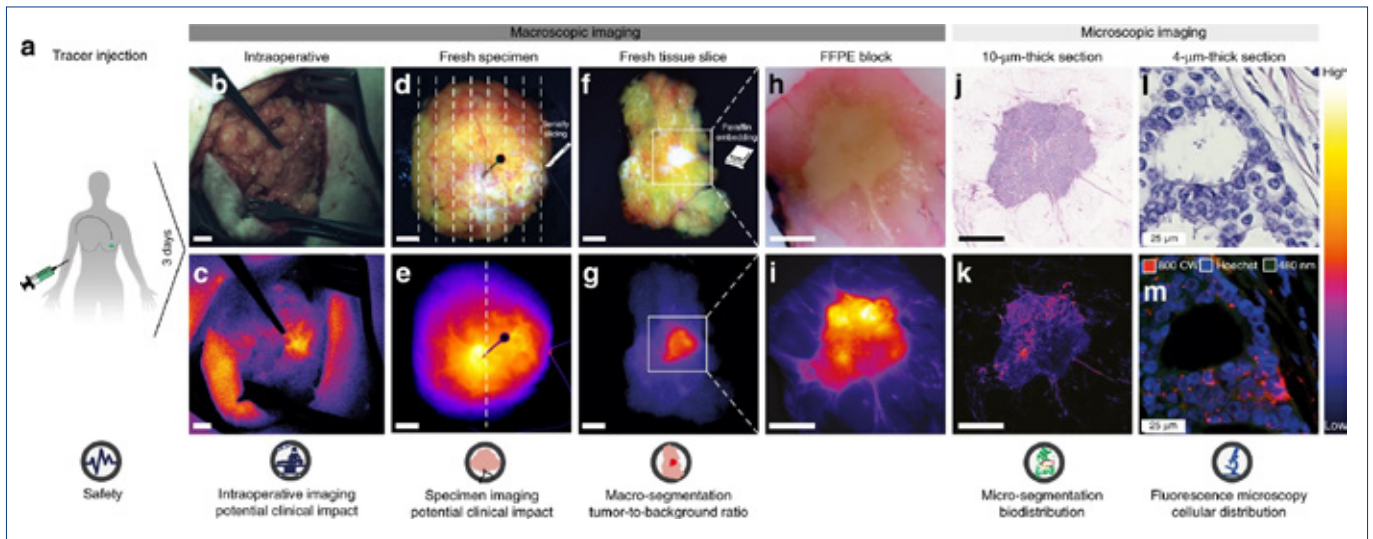 a
Tracer injection
3 days
Safety
Macroscopic imaging
Intraoperative
Fresh specimen
Fresh tissue slice
FFPE block
b
d
Serially
slicing
f
Paraffin
embedding
h
c
e
g
i
Intraoperative imaging
potential clinical impact
Specimen imaging
potential clinical impact
Macro-segmentation
tumor-to-background ratio
Microscopic imaging
10-μm-thick section
4-μm-thick section
j
l
25 μm
k
800 CW
Hoechst
480 nm
m
25 μm
High
Low
Micro-segmentation
biodistribution
Fluorescence microscopy
cellular distribution